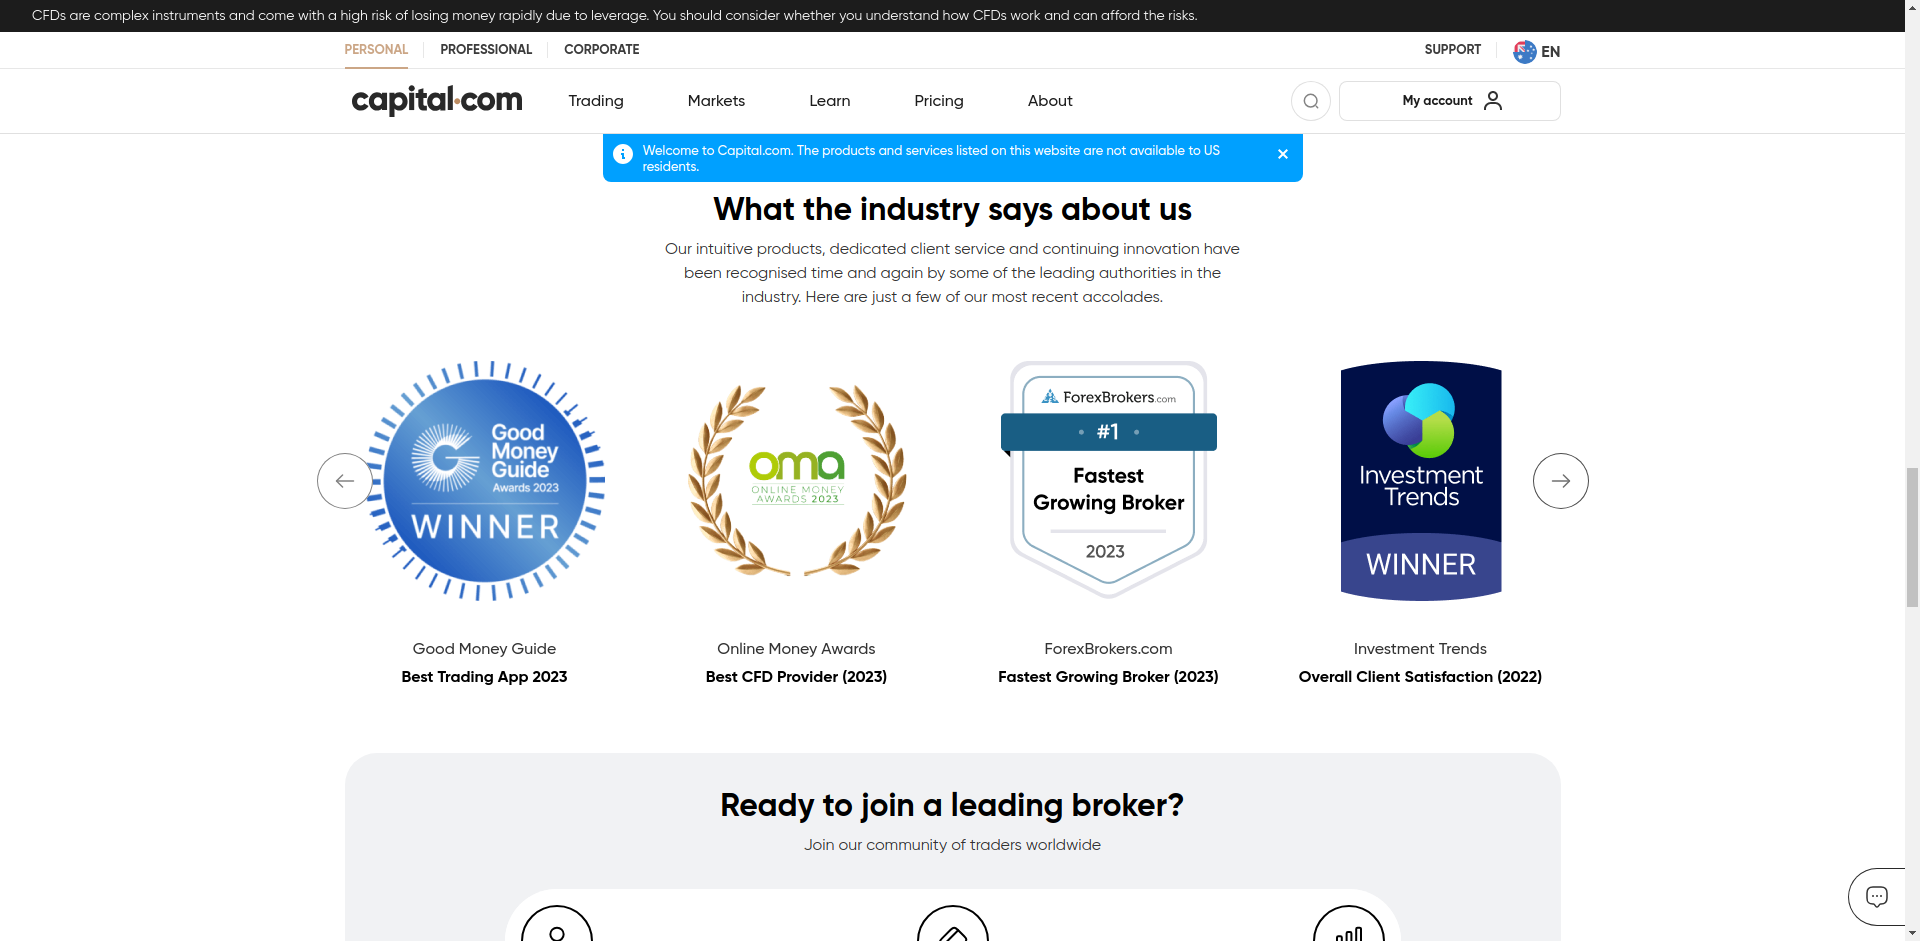 CFDs are complex instruments and come with a high risk of losing money rapidly due to leverage. You should consider whether you understand how CFDs work and can afford the risks.
PERSONAL
PROFESSIONAL
CORPORATE
SUPPORT
EN
capital.com
Trading
Markets
Learn
Pricing
About
My account
Welcome to Capital.com. The products and services listed on this website are not available to US
residents.
What the industry says about us
Our intuitive products, dedicated client service and continuing innovation have
been recognised time and again by some of the leading authorities in the
industry. Here are just a few of our most recent accolades.
Good
Money
Guide
Awards 2023
WINNER
oma
ONLINE MONEY
AWARDS 2023
ForexBrokers.com
#1
Fastest
Growing Broker
2023
Investment
Trends
WINNER
Good Money Guide
Best Trading App 2023
Online Money Awards
Best CFD Provider (2023)
ForexBrokers.com
Fastest Growing Broker (2023)
Investment Trends
Overall Client Satisfaction (2022)
Ready to join a leading broker?
Join our community of traders worldwide